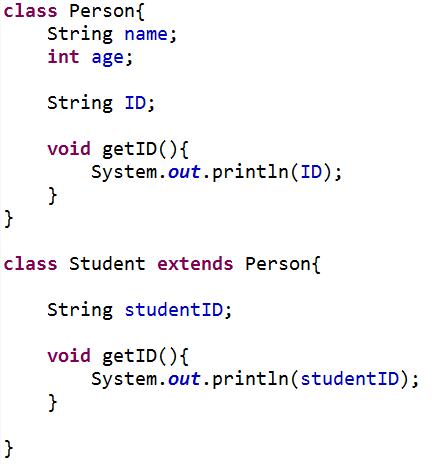 class Person{
    String name;
    int age;

    String ID;

    void getID(){
        System.out.println(ID);
    }
}

class Student extends Person{

    String studentID;

    void getID(){
        System.out.println(studentID);
    }

}